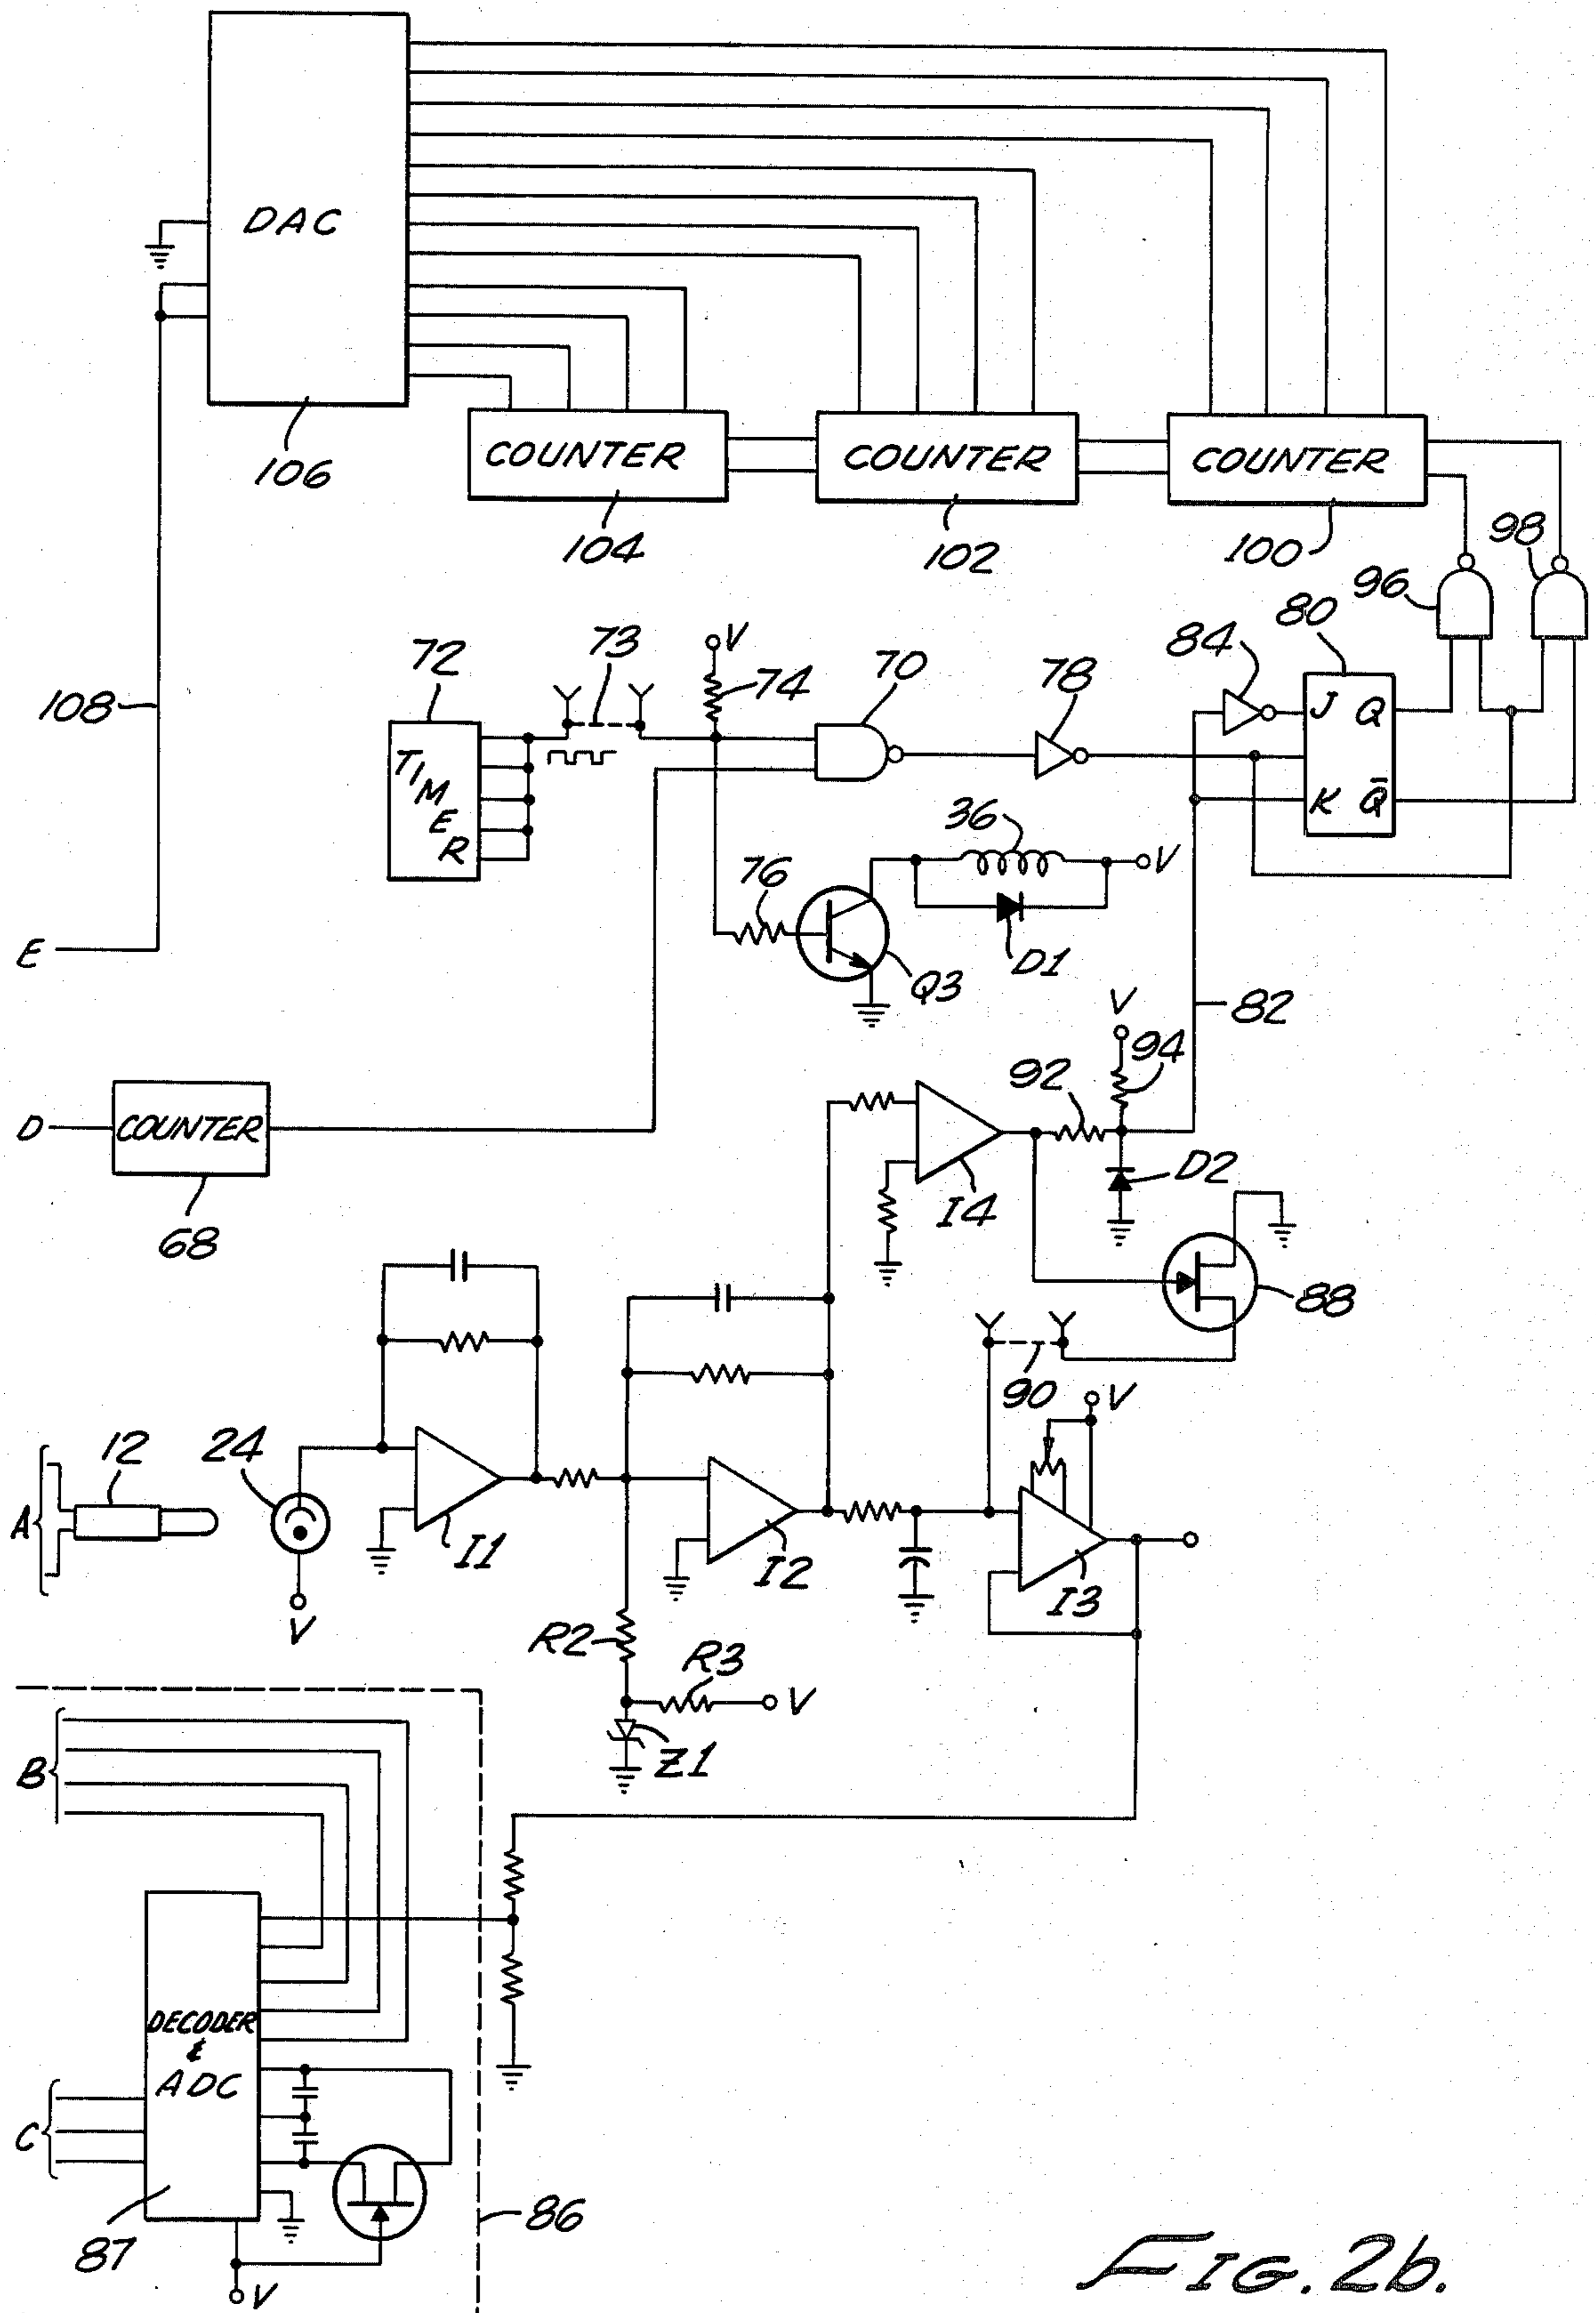 DAC
106
COUNTER
COUNTER
COUNTER
104
102
100
98
96
80
84
72
73
V
74
70
78
108
TIMER
J Q
K Q̄
36
V
76
D1
Q3
E
82
V
94
92
D
COUNTER
68
D2
I4
88
90
V
A
12
24
I1
I2
I3
V
R2
R3
V
Z1
B
DECODER
&
ADC
C
86
87
V
FIG. 2b.